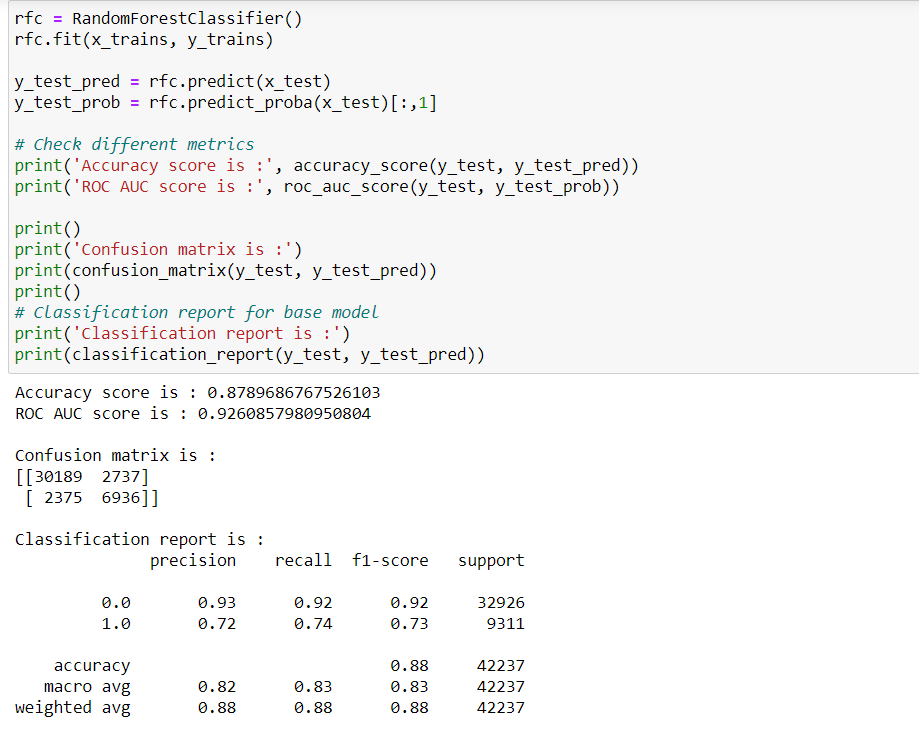 rfc = RandomForestClassifier()
rfc.fit(x_trains, y_trains)

y_test_pred = rfc.predict(x_test)
y_test_prob = rfc.predict_proba(x_test)[:,1]

# Check different metrics
print('Accuracy score is :', accuracy_score(y_test, y_test_pred))
print('ROC AUC score is :', roc_auc_score(y_test, y_test_prob))

print()
print('Confusion matrix is :')
print(confusion_matrix(y_test, y_test_pred))
print()
# Classification report for base model
print('Classification report is :')
print(classification_report(y_test, y_test_pred))

Accuracy score is : 0.8789686767526103
ROC AUC score is : 0.9260857980950804

Confusion matrix is :
[[30189  2737]
 [ 2375  6936]]

Classification report is :
              precision    recall  f1-score   support

         0.0       0.93      0.92      0.92     32926
         1.0       0.72      0.74      0.73      9311

    accuracy                           0.88     42237
   macro avg       0.82      0.83      0.83     42237
weighted avg       0.88      0.88      0.88     42237